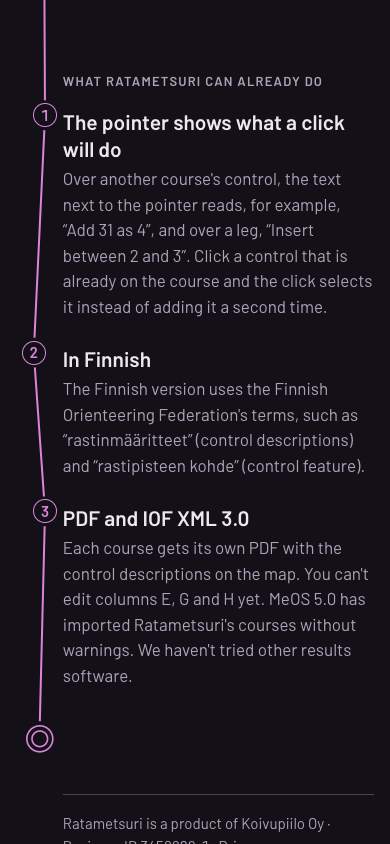 WHAT RATAMETSURI CAN ALREADY DO
1
The pointer shows what a click
will do
Over another course's control, the text
next to the pointer reads, for example,
“Add 31 as 4”, and over a leg, “Insert
between 2 and 3”. Click a control that is
already on the course and the click selects
it instead of adding it a second time.
2
In Finnish
The Finnish version uses the Finnish
Orienteering Federation's terms, such as
“rastinmääritteet” (control descriptions)
and “rastipisteen kohde” (control feature).
3
PDF and IOF XML 3.0
Each course gets its own PDF with the
control descriptions on the map. You can't
edit columns E, G and H yet. MeOS 5.0 has
imported Ratametsuri's courses without
warnings. We haven't tried other results
software.
Ratametsuri is a product of Koivupiilo Oy ·